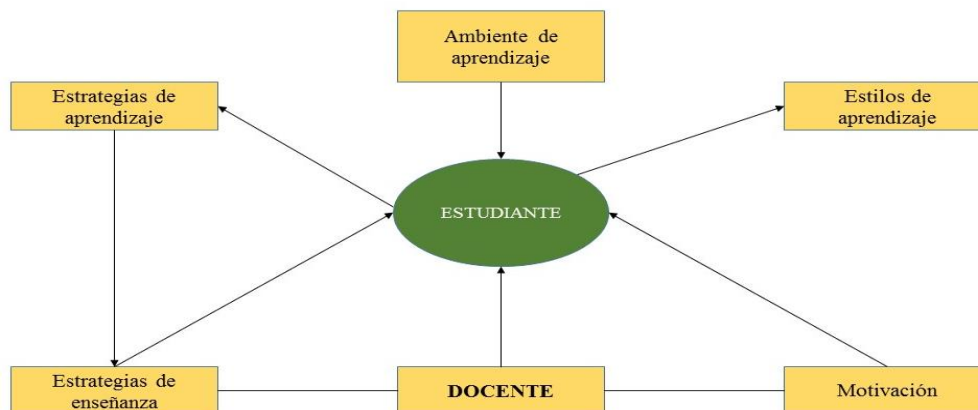 Ambiente de
aprendizaje
Estrategias de
aprendizaje
Estilos de
aprendizaje
ESTUDIANTE
Estrategias de
enseñanza
DOCENTE
Motivación